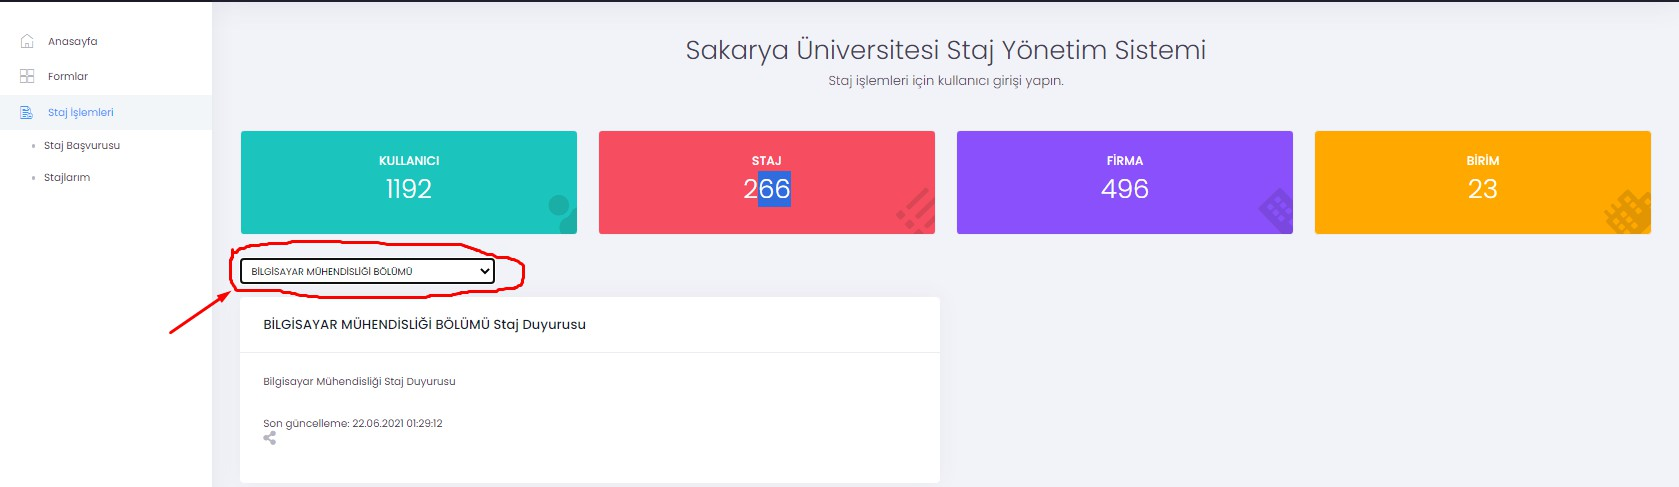 Anasayfa
Formlar
Staj İşlemleri
Staj Başvurusu
Stajlarım
Sakarya Üniversitesi Staj Yönetim Sistemi
Staj işlemleri için kullanıcı girişi yapın.
KULLANICI
1192
STAJ
266
FİRMA
496
BİRİM
23
BİLGİSAYAR MÜHENDİSLİĞİ BÖLÜMÜ
BİLGİSAYAR MÜHENDİSLİĞİ BÖLÜMÜ Staj Duyurusu
Bilgisayar Mühendisliği Staj Duyurusu
Son güncelleme: 22.06.2021 01:29:12